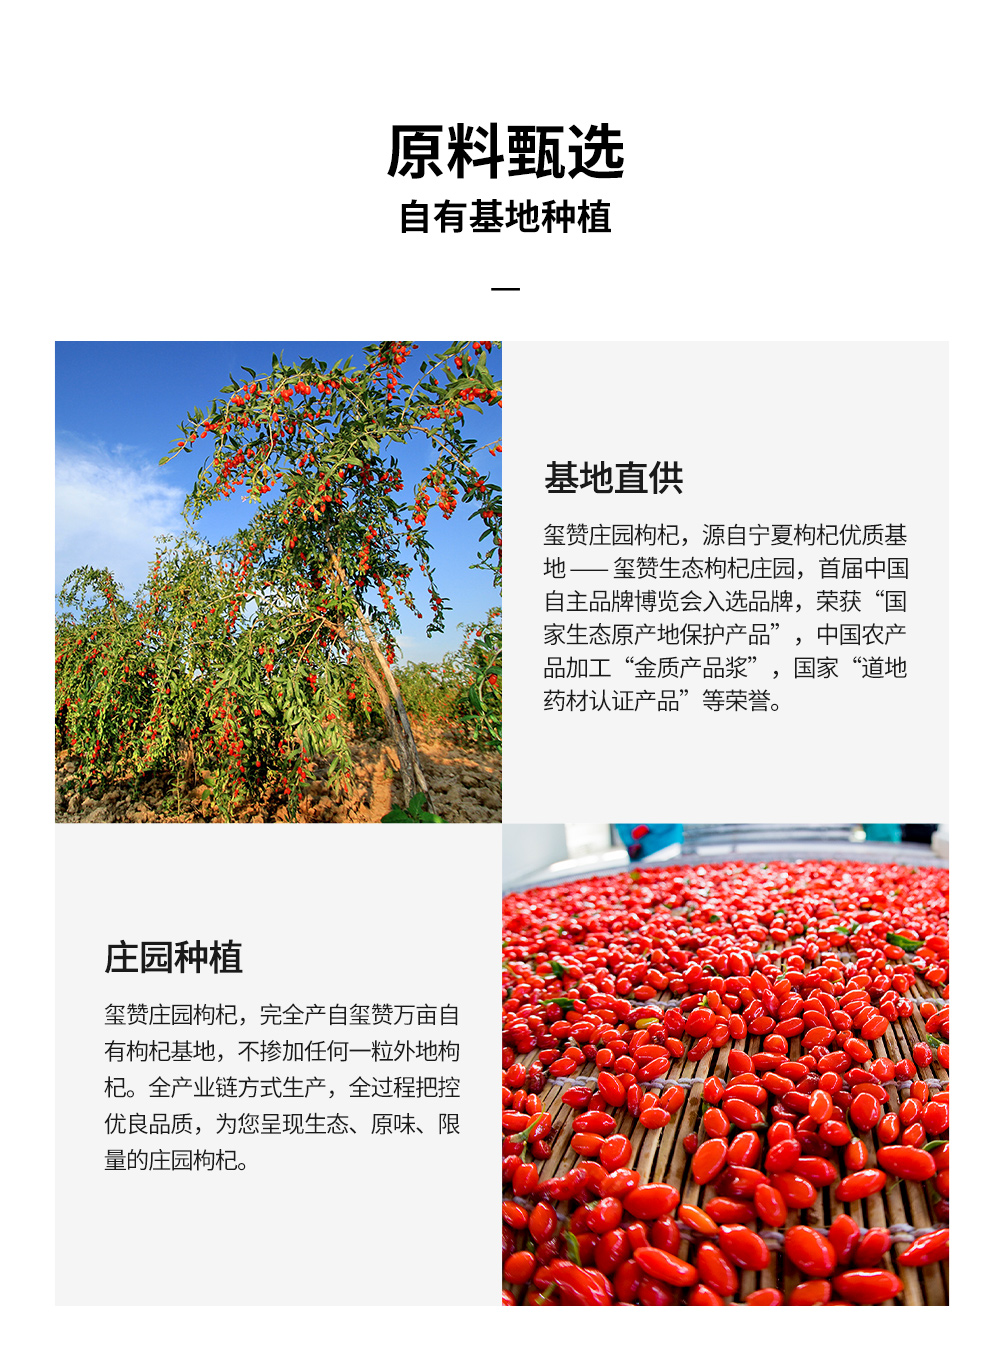 原料甄选
自有基地种植
基地直供
玺赞庄园枸杞，源自宁夏枸杞优质基
地 —— 玺赞生态枸杞庄园，首届中国
自主品牌博览会入选品牌，荣获“国
家生态原产地保护产品”，中国农产
品加工“金质产品浆”，国家“道地
药材认证产品”等荣誉。
庄园种植
玺赞庄园枸杞，完全产自玺赞万亩自
有枸杞基地，不掺加任何一粒外地枸
杞。全产业链方式生产，全过程把控
优良品质，为您呈现生态、原味、限
量的庄园枸杞。